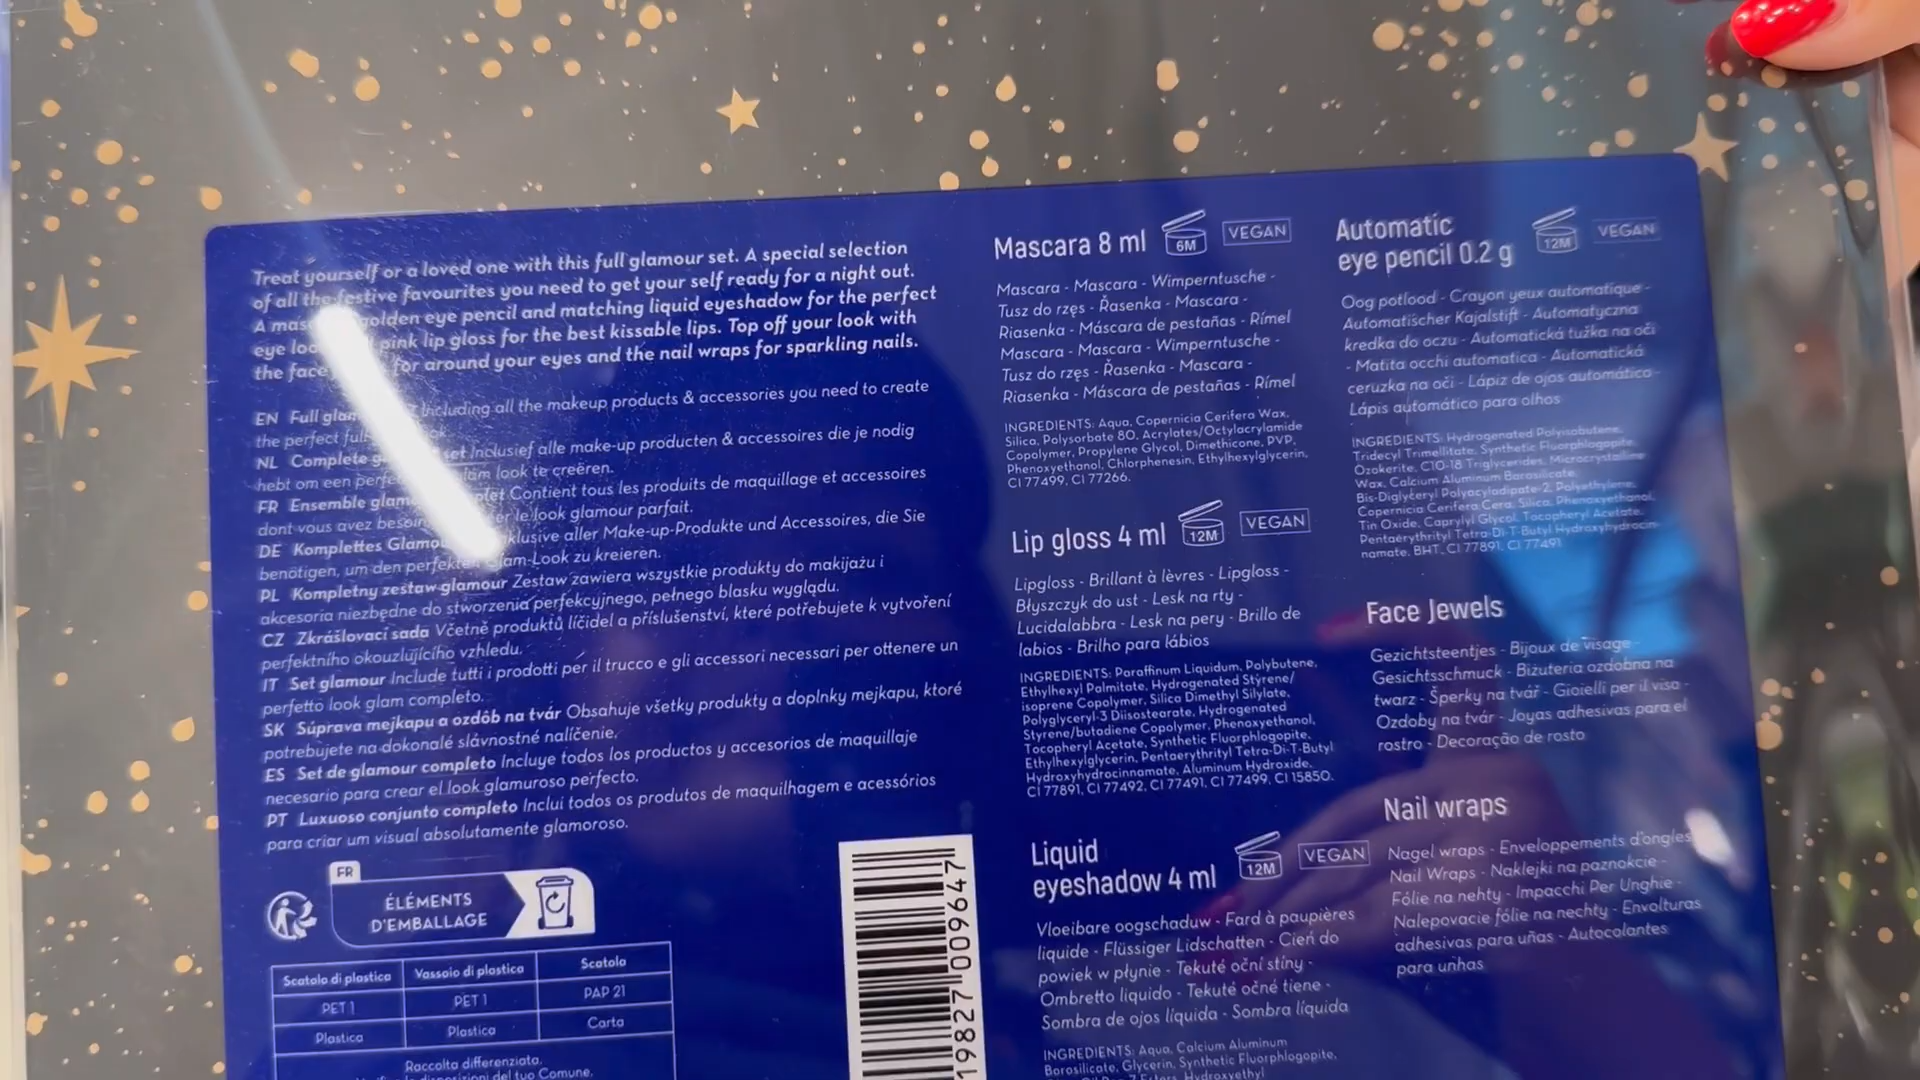 Treat yourself or a loved one with this full glamour set. A special selection
of all the festive favourites you need to get your self ready for a night out.
A golden eye pencil and matching liquid eyeshadow for the perfect
eye pink lip gloss for the best kissable lips. Top off your look with
the face for around your eyes and the nail wraps for sparkling nails.
EN Full including all the makeup products & accessories you need to create
the perfect
NL Complete set Inclusief alle make-up producten & accessoires die je nodig
hebt om een look te creëren.
FR Ensemble Contient tous les produits de maquillage et accessoires
dont vous avez le look glamour parfait.
DE Komplettes aller Make-up-Produkte und Accessoires, die Sie
benötigen, um den perfekten Look zu kreieren.
PL Kompletny zestaw glamour Zestaw zawiera wszystkie produkty do makijażu i
akcesoria niezbędne do stworzenia perfekcyjnego, pełnego blasku wyglądu.
CZ Zkrášlovací sada Včetně produktů líčidel a příslušenství, které potřebujete k vytvoření
perfektního okouzlujícího vzhledu.
IT Set glamour Include tutti i prodotti per il trucco e gli accessori necessari per ottenere un
perfetto look glam completo.
SK Súprava mejkapu a ozdôb na tvár Obsahuje všetky produkty a doplnky mejkapu, ktoré
potrebujete na dokonalé slávnostné nalíčenie.
ES Set de glamour completo Incluye todos los productos y accesorios de maquillaje
necesario para crear el look glamuroso perfecto.
PT Luxuoso conjunto completo Inclui todos os produtos de maquilhagem e acessórios
para criar um visual absolutamente glamoroso.
FR
ÉLÉMENTS
D'EMBALLAGE
Scatola di plastica Vassoio di plastica Scatola
PET 1 PET 1 PAP 21
Plastica Plastica Carta
Raccolta differenziata.
disposizioni del tuo Comune.
19827 009647
Mascara 8 ml 6M VEGAN
Mascara - Mascara - Wimperntusche -
Tusz do rzęs - Řasenka - Mascara -
Riasenka - Máscara de pestañas - Rímel
Mascara - Mascara - Wimperntusche -
Tusz do rzęs - Řasenka - Mascara -
Riasenka - Máscara de pestañas - Rímel
INGREDIENTS: Aqua, Copernicia Cerifera Wax,
Silica, Polysorbate 80, Acrylates/Octylacrylamide
Copolymer, Propylene Glycol, Dimethicone, PVP,
Phenoxyethanol, Chlorphenesin, Ethylhexylglycerin,
CI 77499, CI 77266.
Lip gloss 4 ml 12M VEGAN
Lipgloss - Brillant à lèvres - Lipgloss -
Błyszczyk do ust - Lesk na rty -
Lucidalabbra - Lesk na pery - Brillo de
labios - Brilho para lábios
INGREDIENTS: Paraffinum Liquidum, Polybutene,
Ethylhexyl Palmitate, Hydrogenated Styrene/
isoprene Copolymer, Silica Dimethyl Silylate,
Polyglyceryl-3 Diisostearate, Hydrogenated
Styrene/butadiene Copolymer, Phenoxyethanol,
Tocopheryl Acetate, Synthetic Fluorphlogopite,
Ethylhexylglycerin, Pentaerythrityl Tetra-Di-T-Butyl
Hydroxyhydrocinnamate, Aluminum Hydroxide,
CI 77891, CI 77492, CI 77491, CI 77499, CI 15850.
Liquid
eyeshadow 4 ml 12M VEGAN
Vloeibare oogschaduw - Fard à paupières
liquide - Flüssiger Lidschatten - Cień do
powiek w płynie - Tekuté oční stíny -
Ombretto liquido - Tekuté očné tiene -
Sombra de ojos líquida - Sombra líquida
INGREDIENTS: Aqua, Calcium Aluminum
Borosilicate, Glycerin, Synthetic Fluorphlogopite,
Automatic
eye pencil 0.2 g 12M VEGAN
Oog potlood - Crayon yeux automatique -
Automatischer Kajalstift - Automatyczna
kredka do oczu - Automatická tužka na oči
- Matita occhi automatica - Automatická
ceruzka na oči - Lápiz de ojos automático -
Lápis automático para olhos
INGREDIENTS: Hydrogenated Polyisobutene,
Tridecyl Trimellitate, Synthetic Fluorphlogopite,
Ozokerite, C10-18 Triglycerides, Microcrystalline
Wax, Calcium Aluminum Borosilicate,
Bis-Diglyceryl Polyacyladipate-2, Polyethylene,
Copernicia Cerifera Cera, Silica, Phenoxyethanol,
Tin Oxide, Caprylyl Glycol, Tocopheryl Acetate,
Pentaerythrityl Tetra-Di-T-Butyl Hydroxyhydrocin-
namate, BHT, CI 77891, CI 77491.
Face Jewels
Gezichtsteentjes - Bijoux de visage -
Gesichtsschmuck - Biżuteria ozdobna na
twarz - Šperky na tvář - Gioielli per il viso -
Ozdoby na tvár - Joyas adhesivas para el
rostro - Decoração de rosto
Nail wraps
Nagel wraps - Enveloppements d'ongles
Nail Wraps - Naklejki na paznokcie -
Fólie na nehty - Impacchi Per Unghie -
Nalepovacie fólie na nechty - Envolturas
adhesivas para uñas - Autocolantes
para unhas